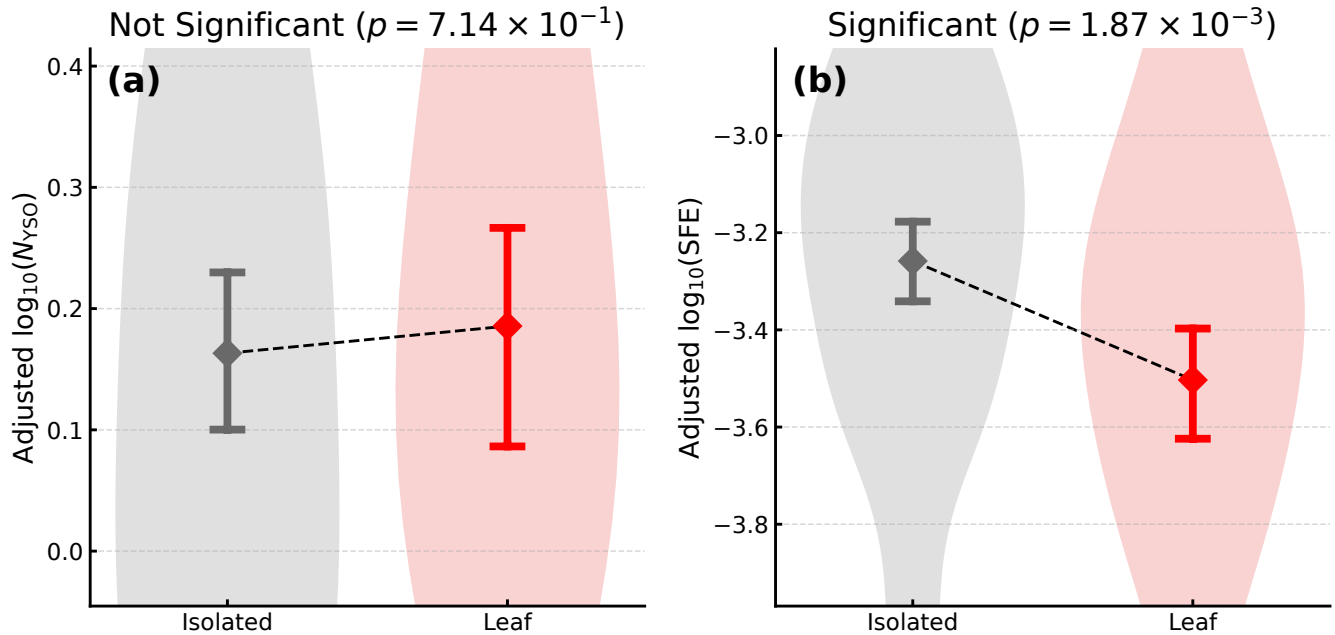 Not Significant (p = 7.14 × 10⁻¹)
(a)
Adjusted log₁₀(N_YSO)
0.4
0.3
0.2
0.1
0.0
Isolated
Leaf
Significant (p = 1.87 × 10⁻³)
(b)
Adjusted log₁₀(SFE)
−3.0
−3.2
−3.4
−3.6
−3.8
Isolated
Leaf